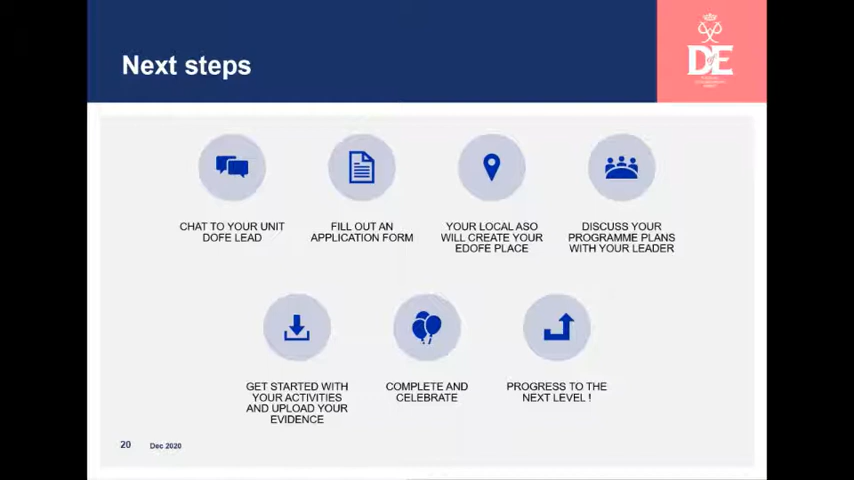 Next steps
DofE
CHAT TO YOUR UNIT
DOFE LEAD
FILL OUT AN
APPLICATION FORM
YOUR LOCAL ASO
WILL CREATE YOUR
EDOFE PLACE
DISCUSS YOUR
PROGRAMME PLANS
WITH YOUR LEADER
GET STARTED WITH
YOUR ACTIVITIES
AND UPLOAD YOUR
EVIDENCE
COMPLETE AND
CELEBRATE
PROGRESS TO THE
NEXT LEVEL !
20 Dec 2020